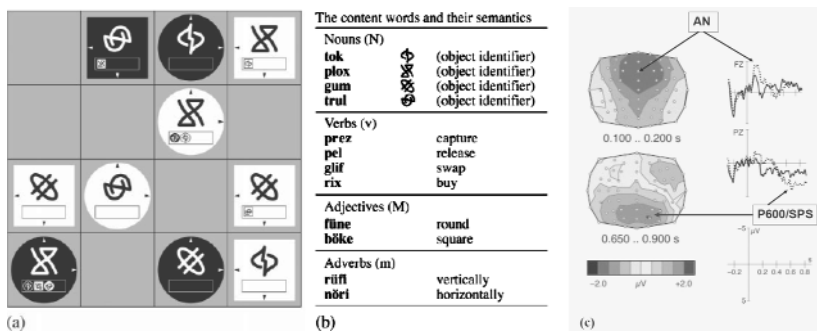 The content words and their semantics
Nouns (N)
tok (object identifier)
plox (object identifier)
gum (object identifier)
trul (object identifier)
Verbs (v)
prez capture
pel release
glif swap
rix buy
Adjectives (M)
füne round
böke square
Adverbs (m)
rüfi vertically
nöri horizontally
(a)
(b)
AN
FZ
0.100 .. 0.200 s
PZ
P600/SPS
0.650 .. 0.900 s
-2.0 µV +2.0
-5
µV
s
-0.2 0.2 0.4 0.6 0.8
5
(c)